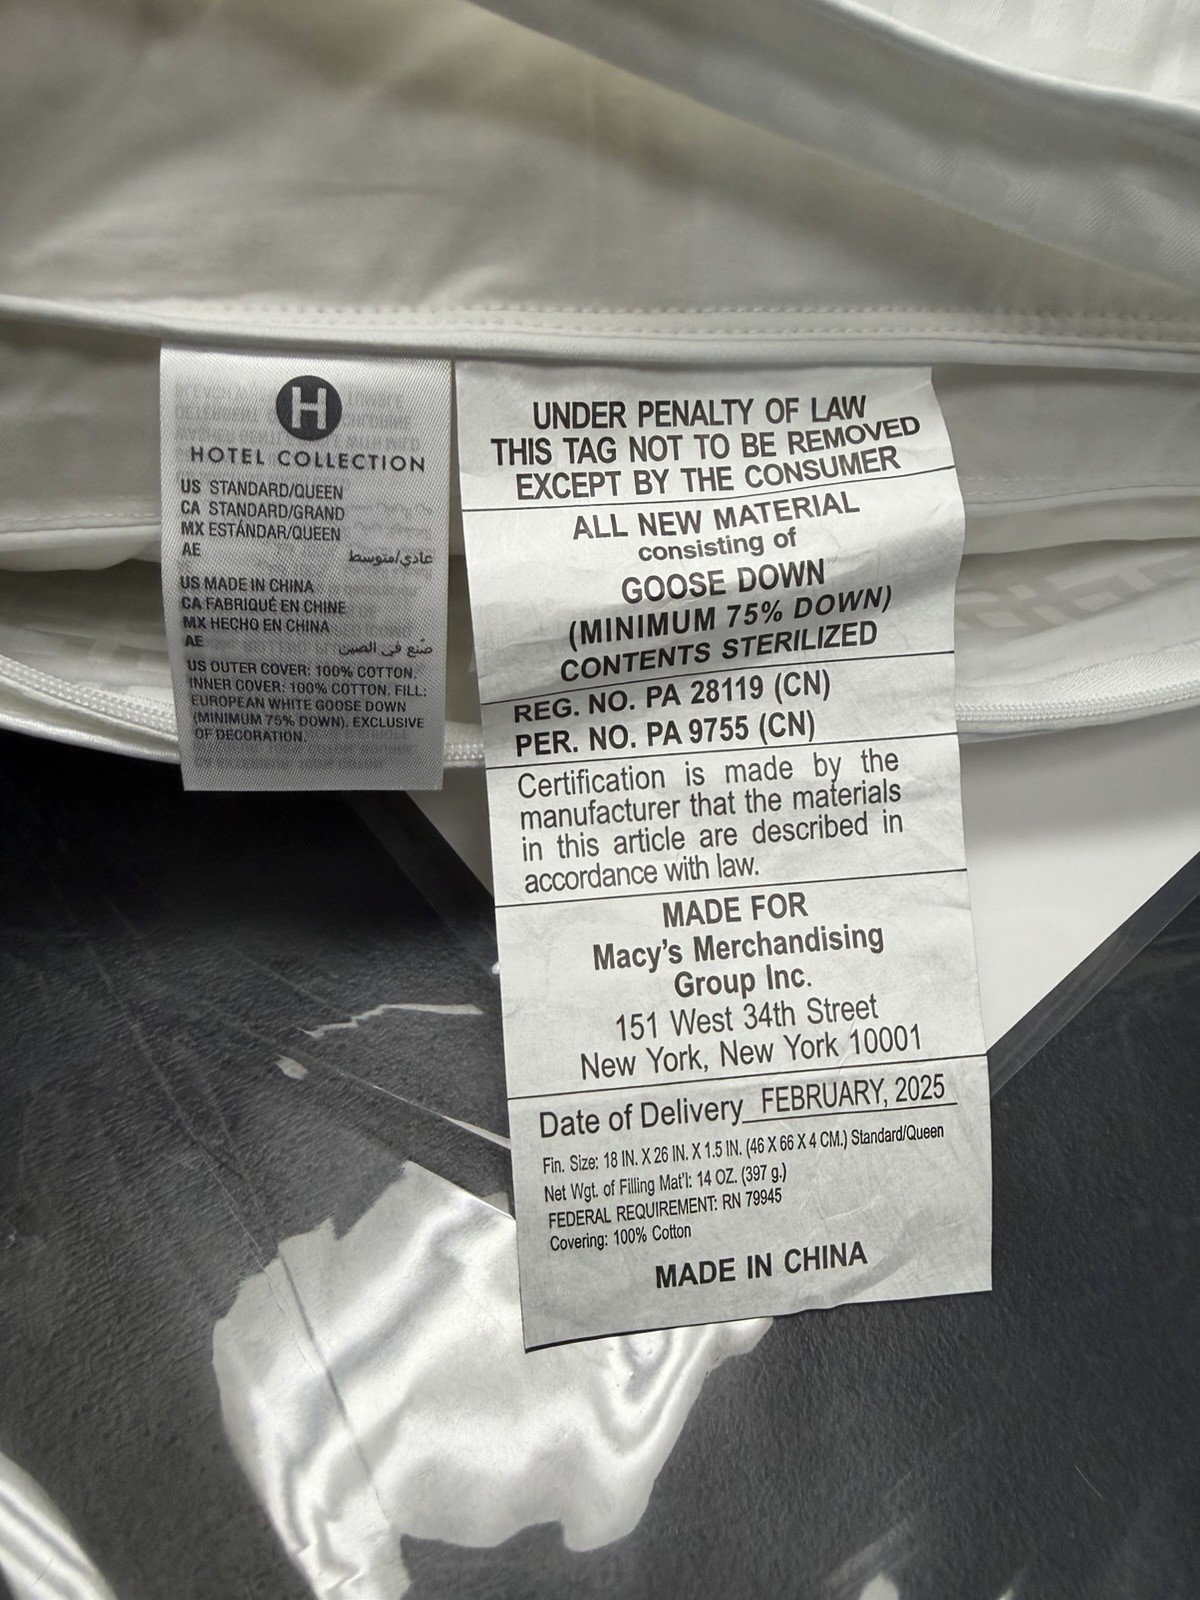 H
HOTEL COLLECTION
US STANDARD/QUEEN
CA STANDARD/GRAND
MX ESTÁNDAR/QUEEN
AE عادي/متوسط
US MADE IN CHINA
CA FABRIQUÉ EN CHINE
MX HECHO EN CHINA
AE صُنع في الصين
US OUTER COVER: 100% COTTON.
INNER COVER: 100% COTTON. FILL:
EUROPEAN WHITE GOOSE DOWN
(MINIMUM 75% DOWN). EXCLUSIVE
OF DECORATION.
UNDER PENALTY OF LAW
THIS TAG NOT TO BE REMOVED
EXCEPT BY THE CONSUMER
ALL NEW MATERIAL
consisting of
GOOSE DOWN
(MINIMUM 75% DOWN)
CONTENTS STERILIZED
REG. NO. PA 28119 (CN)
PER. NO. PA 9755 (CN)
Certification is made by the
manufacturer that the materials
in this article are described in
accordance with law.
MADE FOR
Macy's Merchandising
Group Inc.
151 West 34th Street
New York, New York 10001
Date of Delivery FEBRUARY, 2025
Fin. Size: 18 IN. X 26 IN. X 1.5 IN. (46 X 66 X 4 CM.) Standard/Queen
Net Wgt. of Filling Mat'l: 14 OZ. (397 g.)
FEDERAL REQUIREMENT: RN 79945
Covering: 100% Cotton
MADE IN CHINA